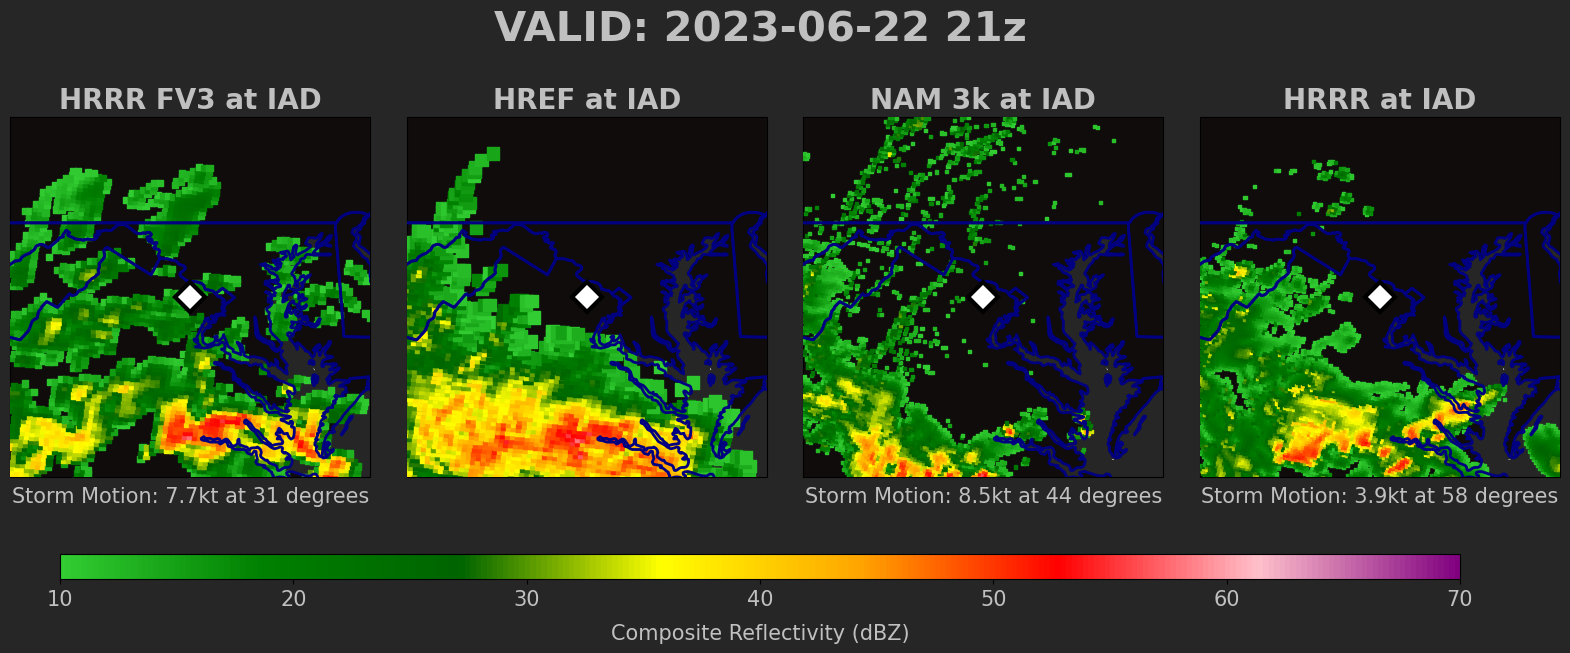 VALID: 2023-06-22 21z
HRRR FV3 at IAD
HREF at IAD
NAM 3k at IAD
HRRR at IAD
Storm Motion: 7.7kt at 31 degrees
Storm Motion: 8.5kt at 44 degrees
Storm Motion: 3.9kt at 58 degrees
10 20 30 40 50 60 70
Composite Reflectivity (dBZ)